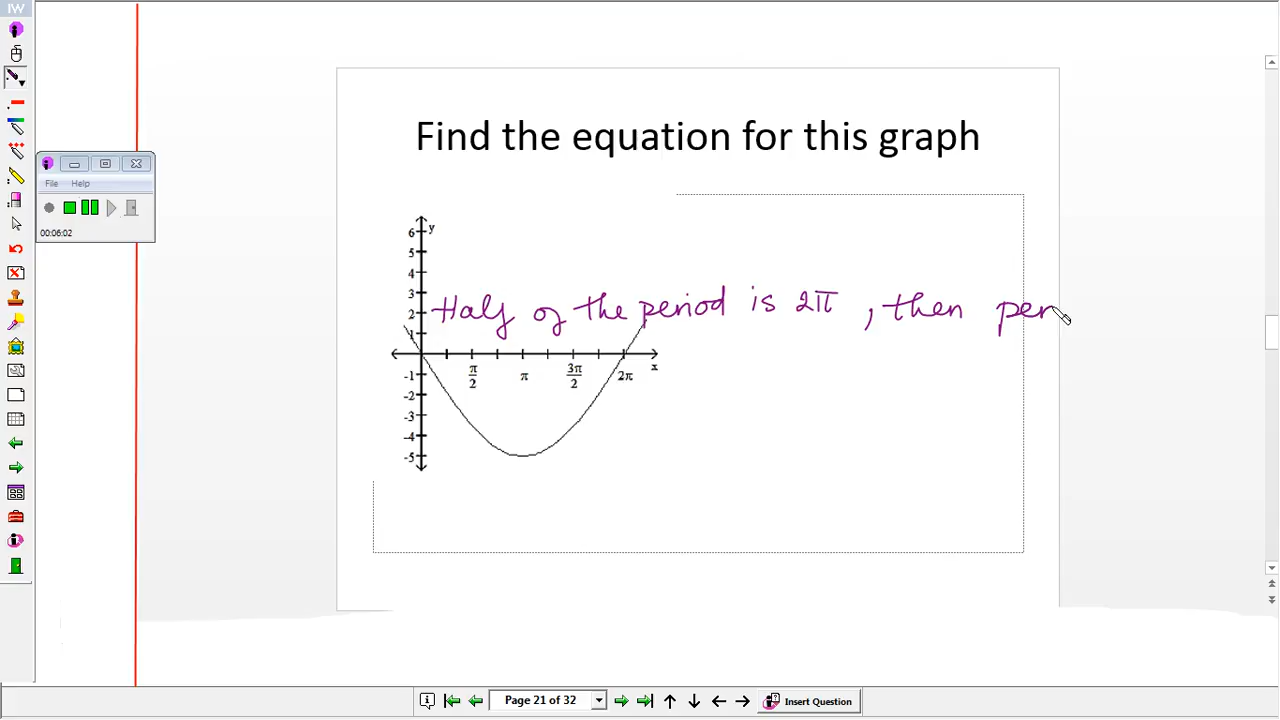 IW
File Help
00:06:02
Find the equation for this graph
y
6
5
4
3
2
1
Half of the period is 2π , then per
-1
-2
-3
-4
-5
π/2 π 3π/2 2π x
Page 21 of 32
Insert Question